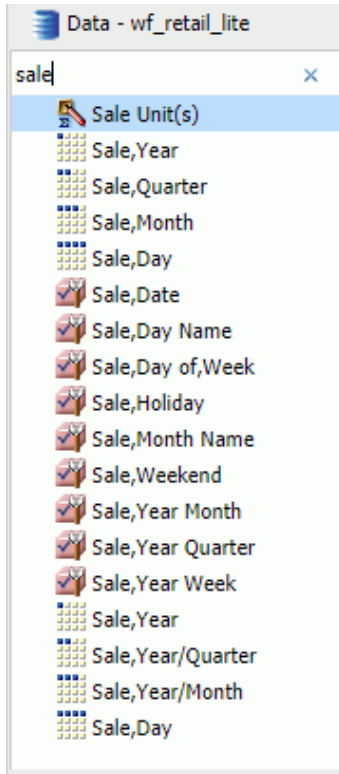 Data - wf_retail_lite
sale
Sale Unit(s)
Sale,Year
Sale,Quarter
Sale,Month
Sale,Day
Sale,Date
Sale,Day Name
Sale,Day of,Week
Sale,Holiday
Sale,Month Name
Sale,Weekend
Sale,Year Month
Sale,Year Quarter
Sale,Year Week
Sale,Year
Sale,Year/Quarter
Sale,Year/Month
Sale,Day